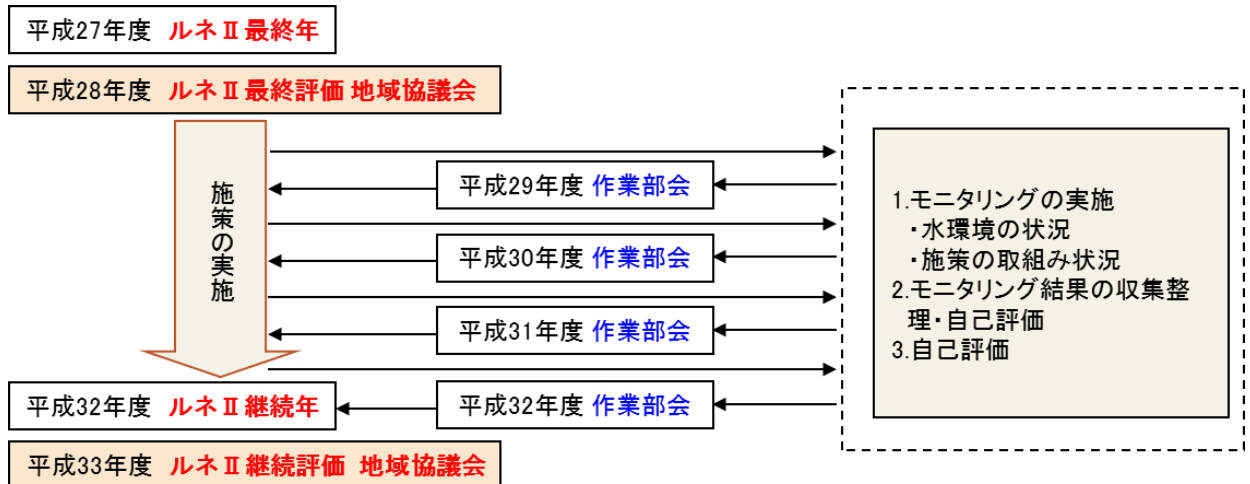 平成27年度 ルネⅡ最終年
平成28年度 ルネⅡ最終評価 地域協議会
施策の実施
平成29年度 作業部会
平成30年度 作業部会
平成31年度 作業部会
平成32年度 作業部会
1.モニタリングの実施
・水環境の状況
・施策の取組み状況
2.モニタリング結果の収集整
理・自己評価
3.自己評価
平成32年度 ルネⅡ継続年
平成33年度 ルネⅡ継続評価 地域協議会